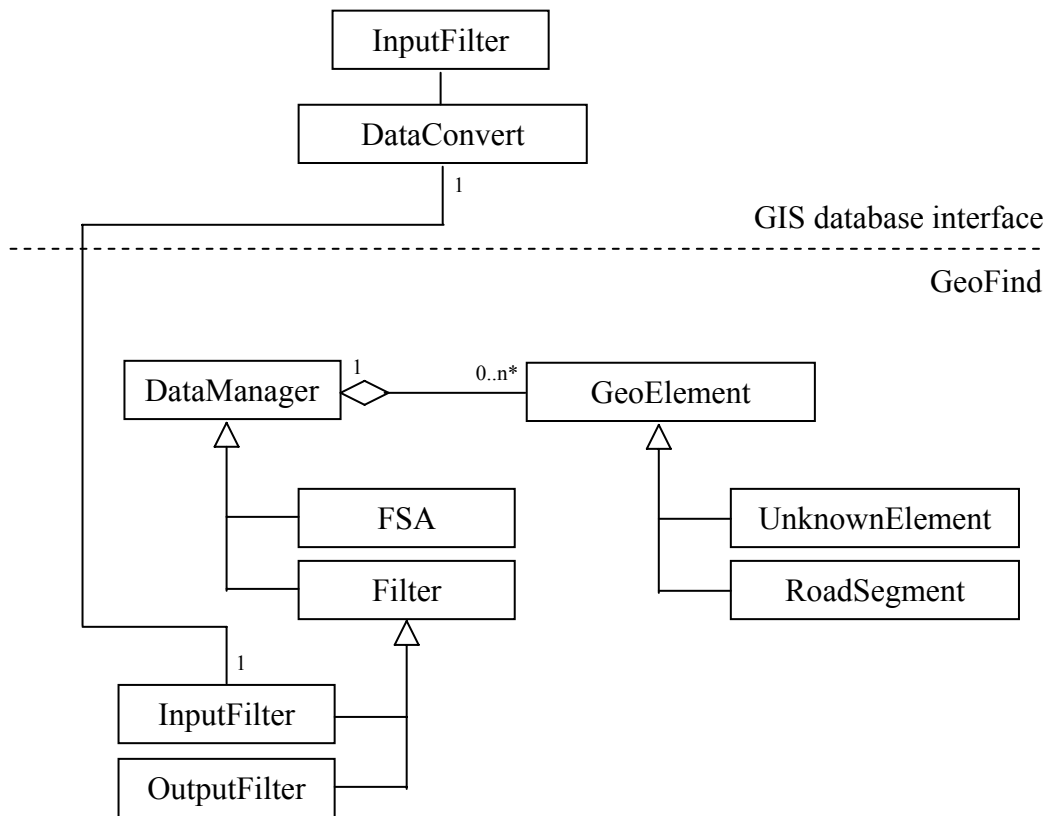 InputFilter
DataConvert
1
GIS database interface
GeoFind
1
0..n*
DataManager
GeoElement
FSA
UnknownElement
Filter
RoadSegment
1
InputFilter
OutputFilter